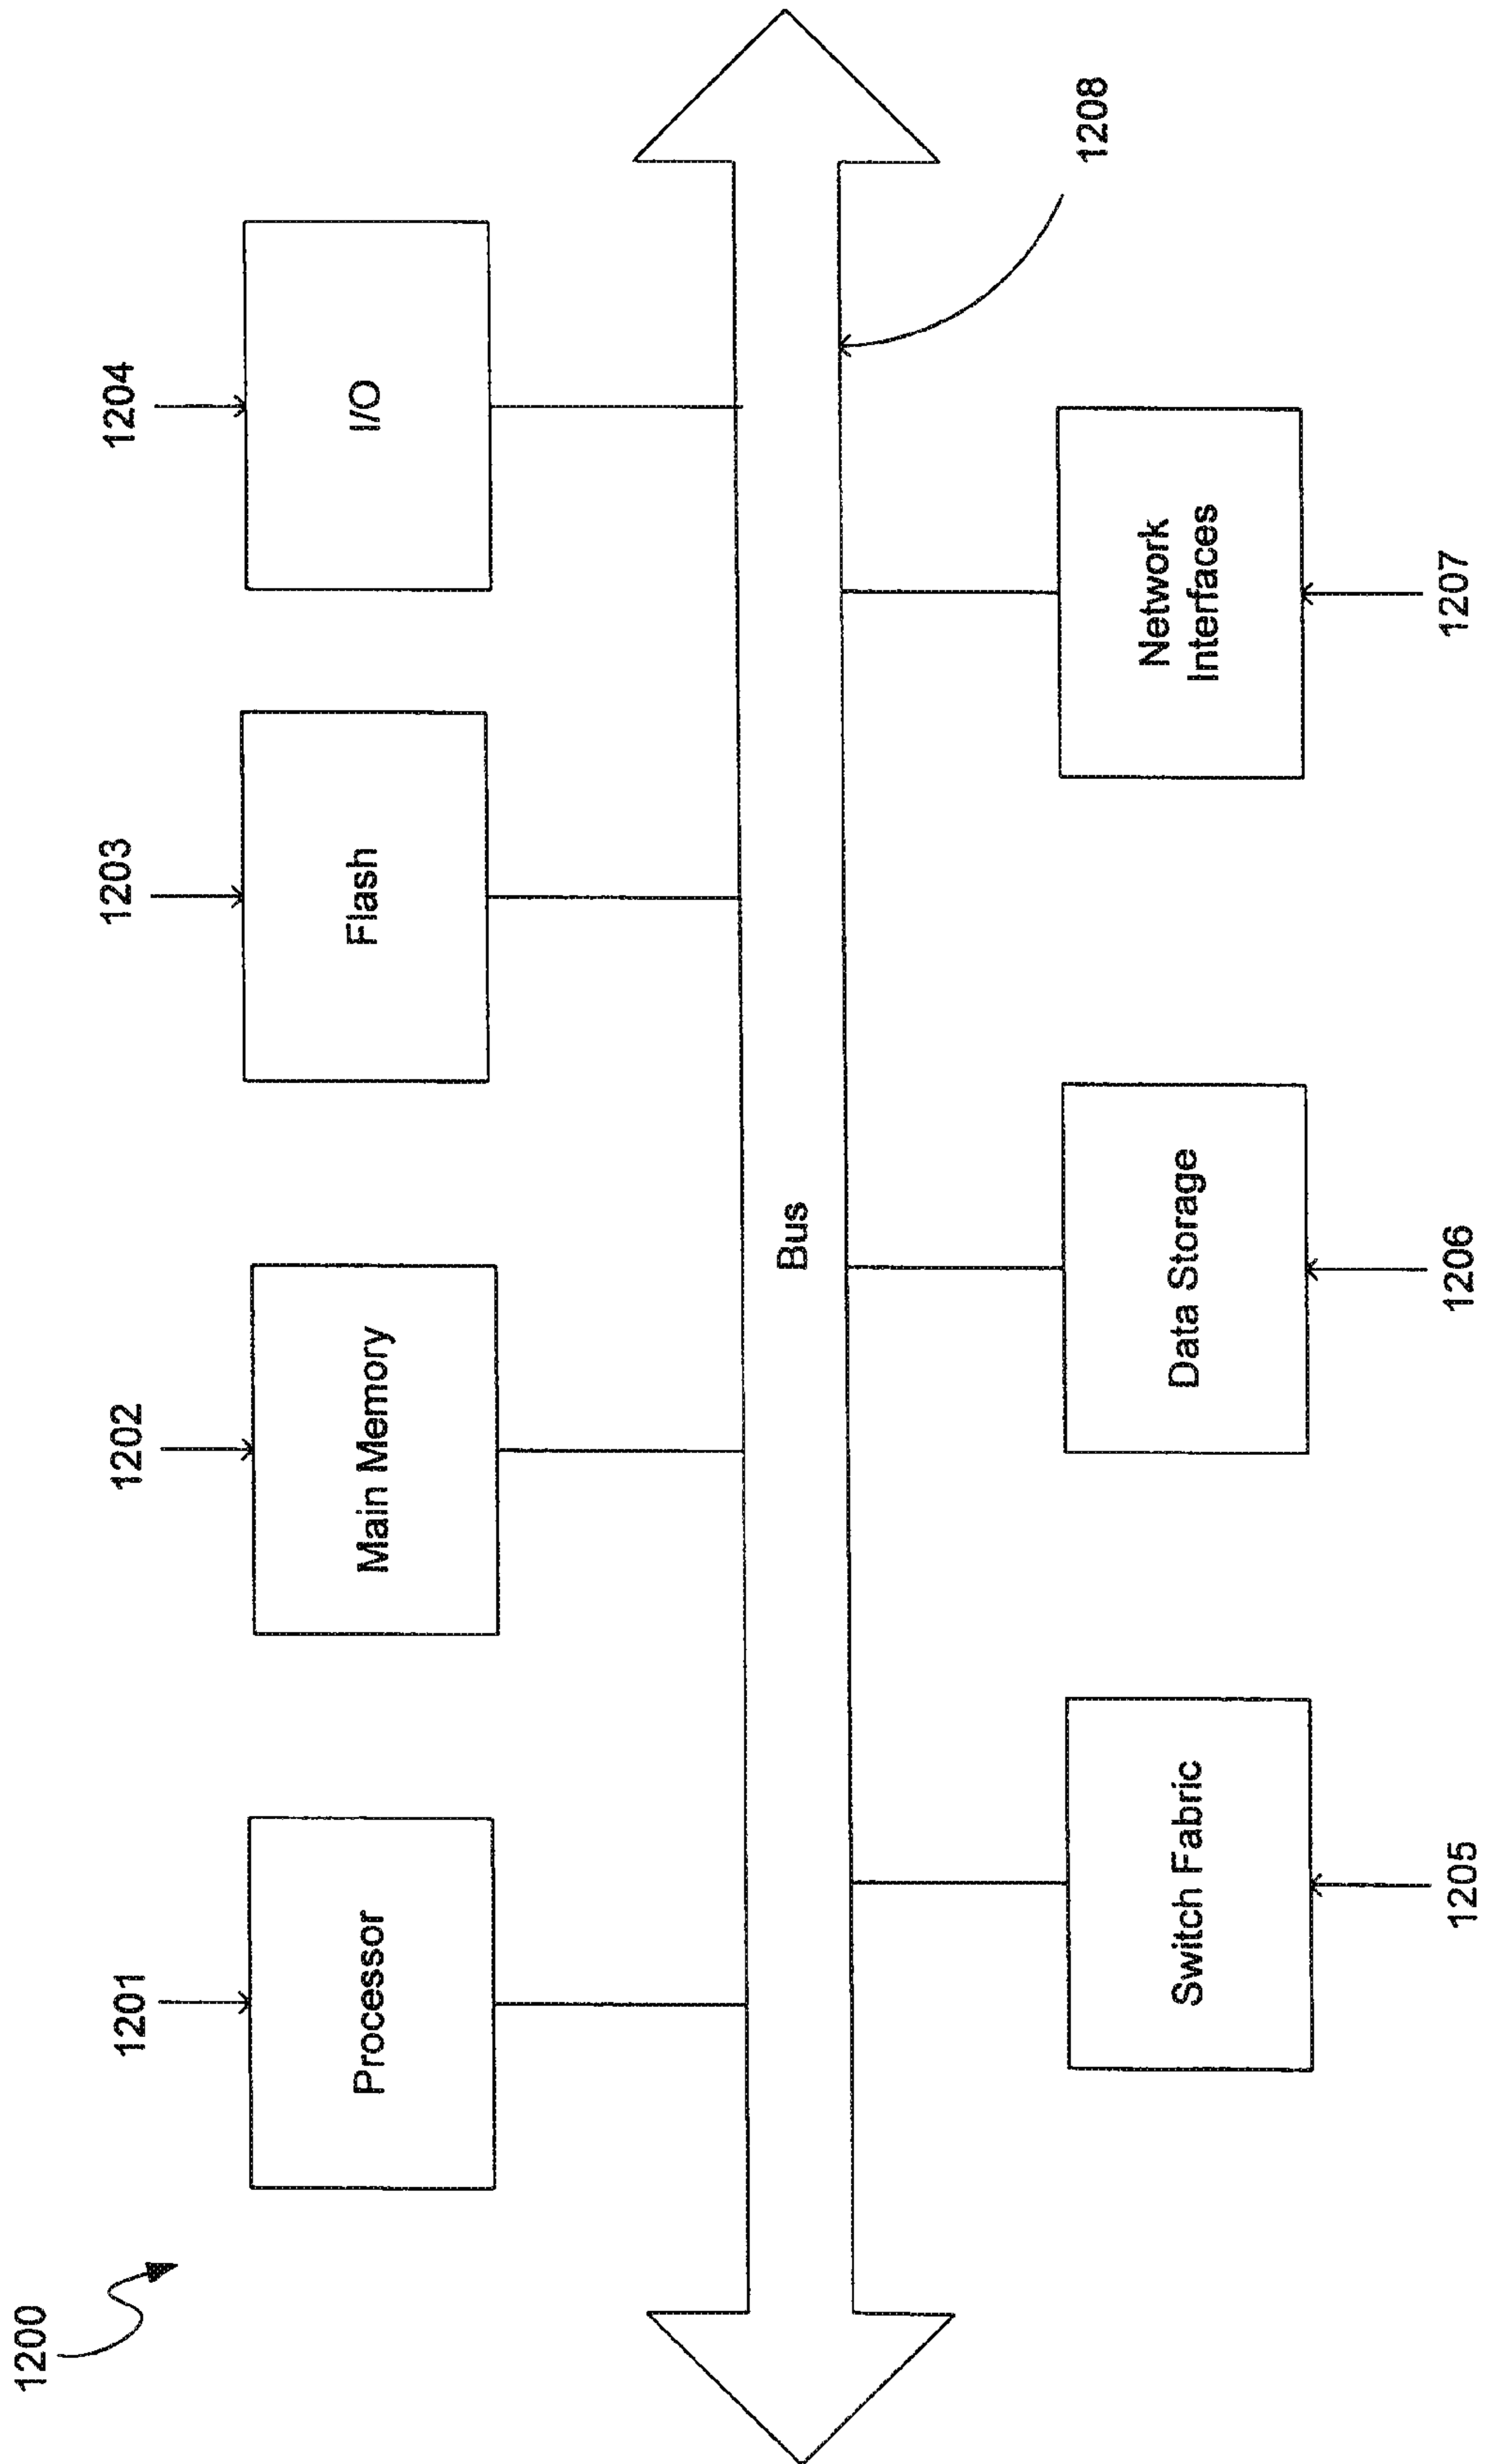 1200
1201
1202
1203
1204
Processor
Main Memory
Flash
I/O
Bus
1208
Switch Fabric
Data Storage
Network
Interfaces
1205
1206
1207